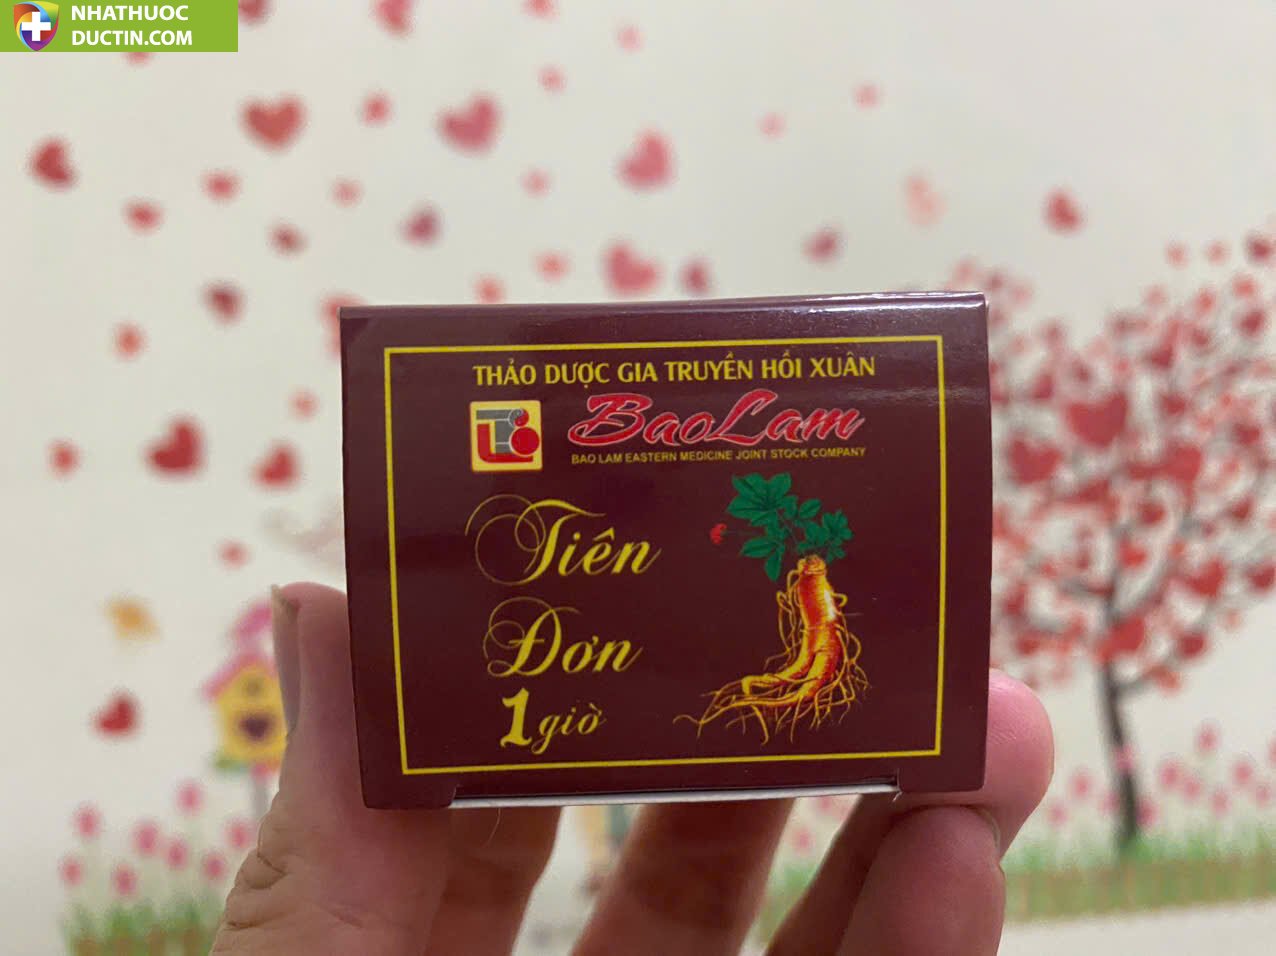 NHATHUOC
DUCTIN.COM
THẢO DƯỢC GIA TRUYỀN HỒI XUÂN
BaoLam
BAO LAM EASTERN MEDICINE JOINT STOCK COMPANY
Tiên
Đơn
1 giờ